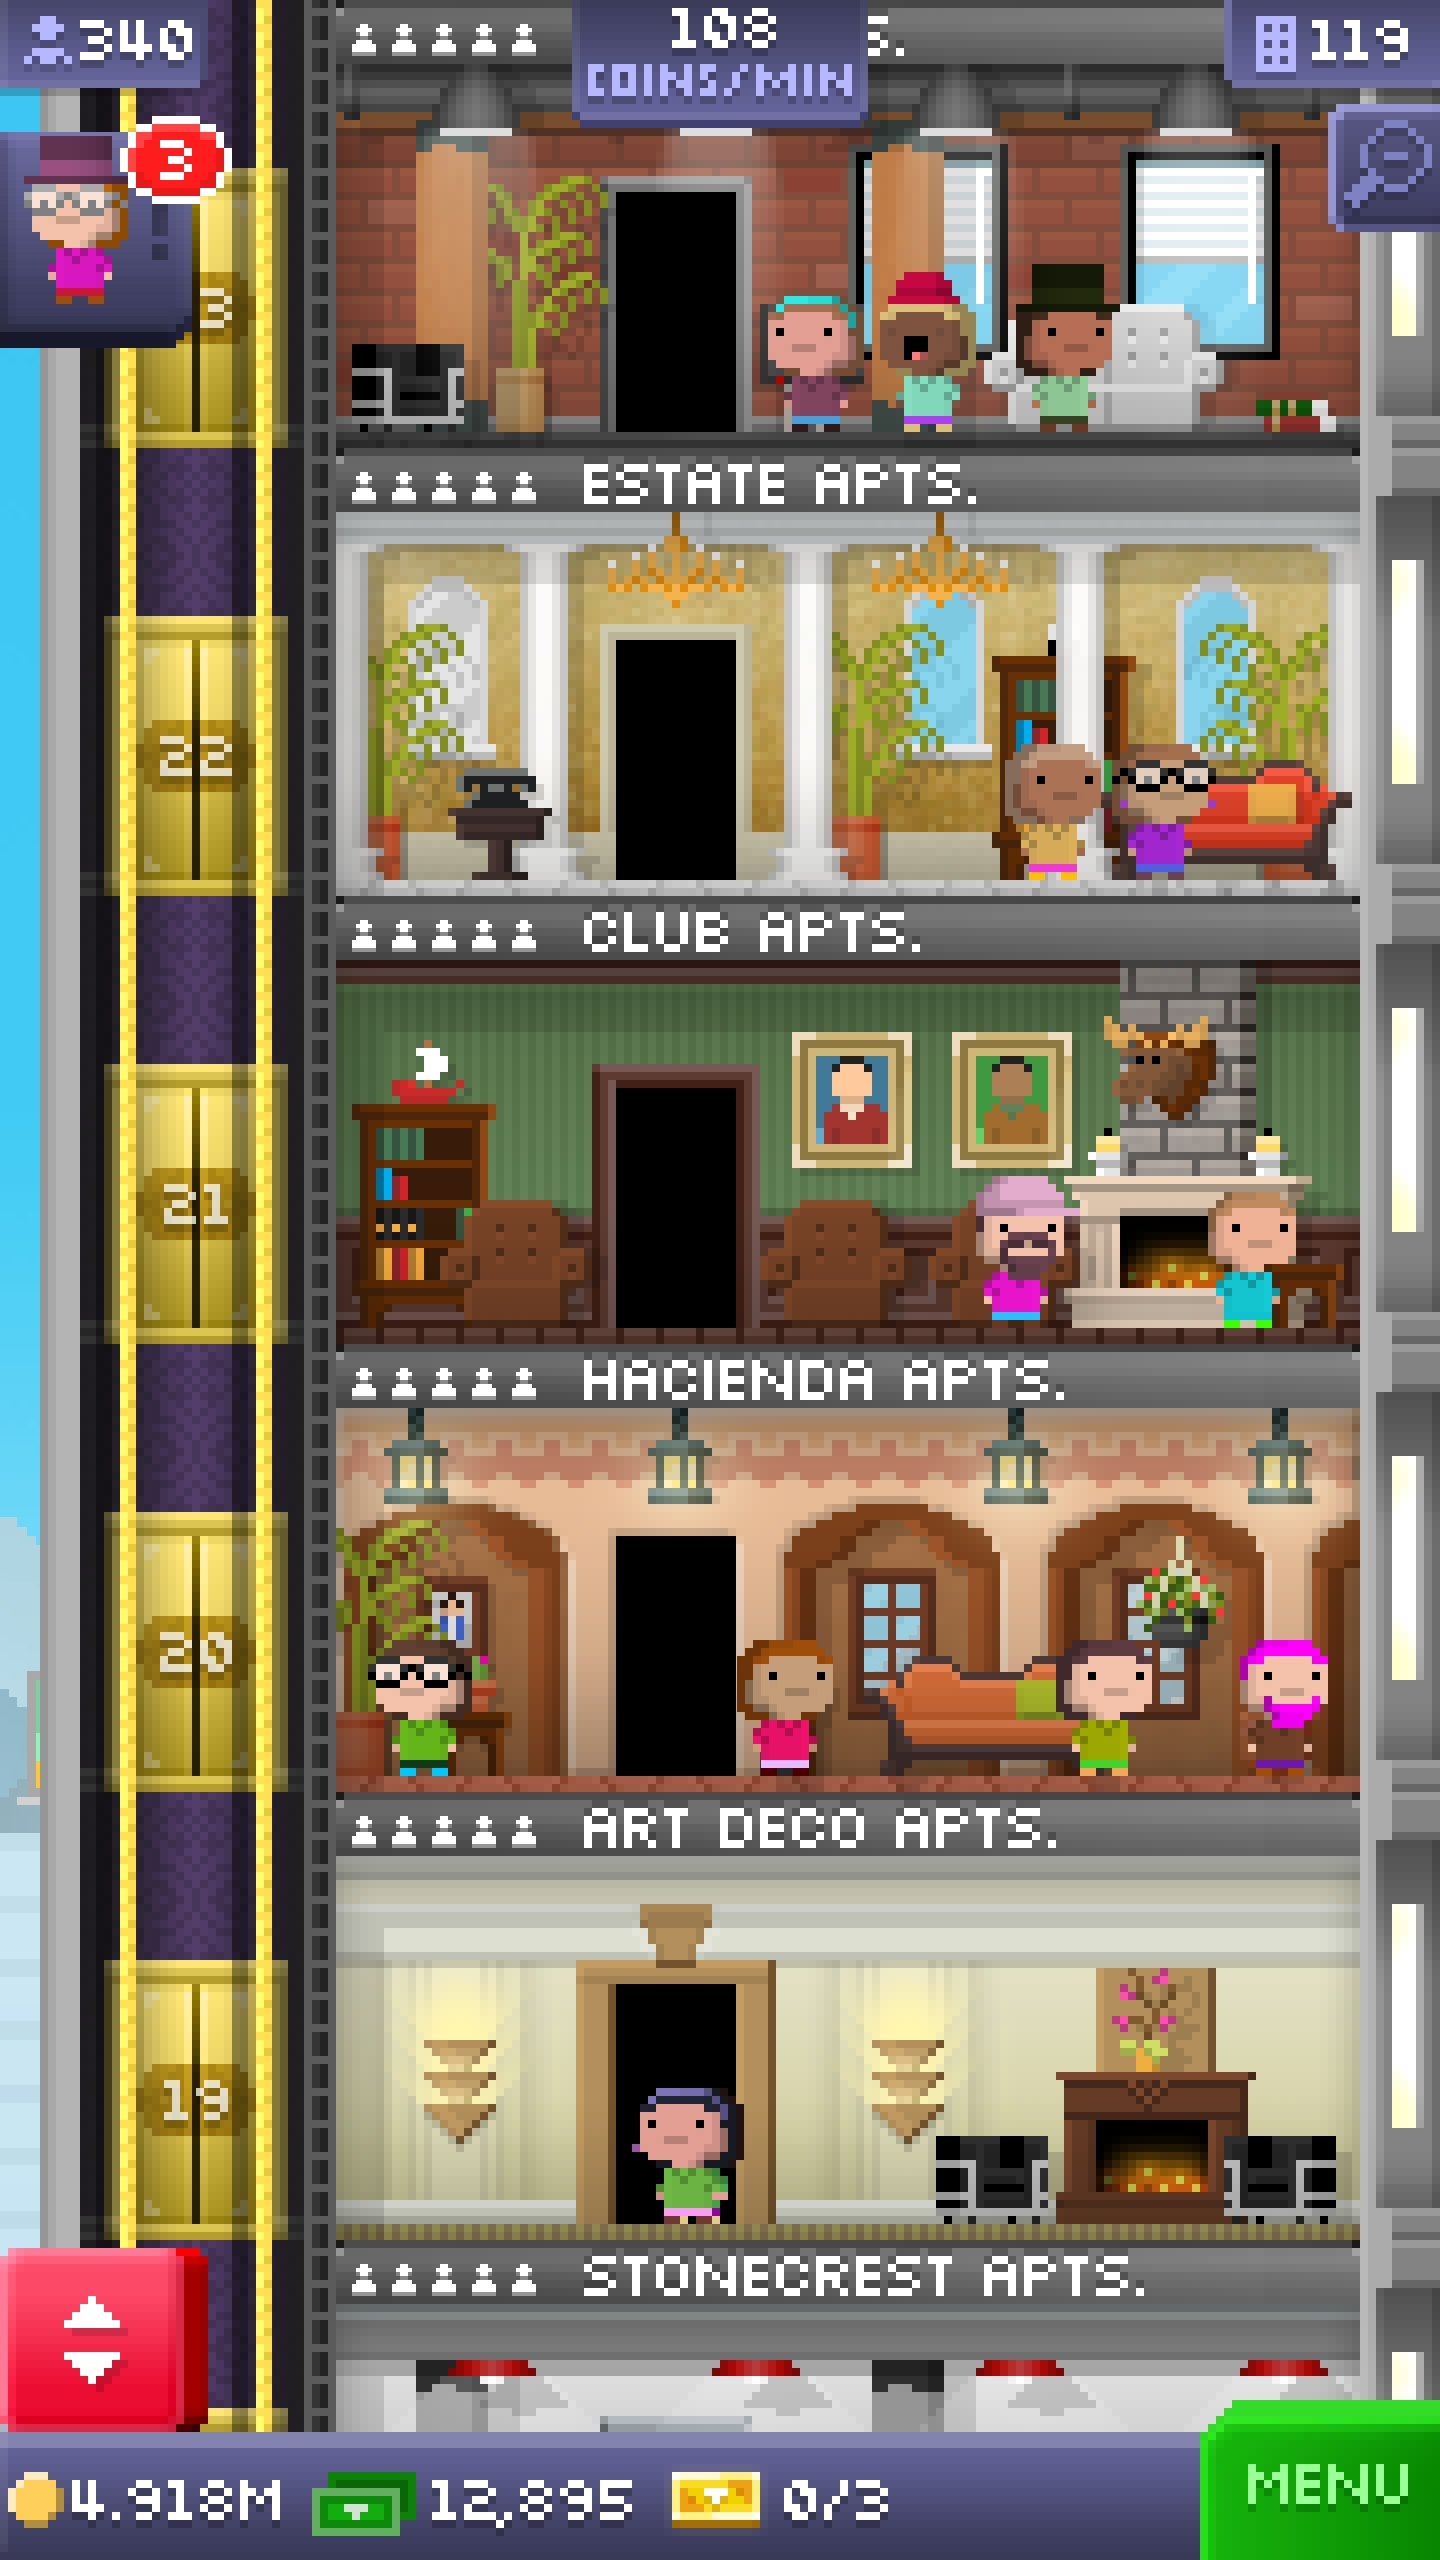 340
108
COINS/MIN
S.
119
3
3
ESTATE APTS.
22
CLUB APTS.
21
HACIENDA APTS.
20
ART DECO APTS.
19
STONECREST APTS.
4.918M
12,895
0/3
MENU